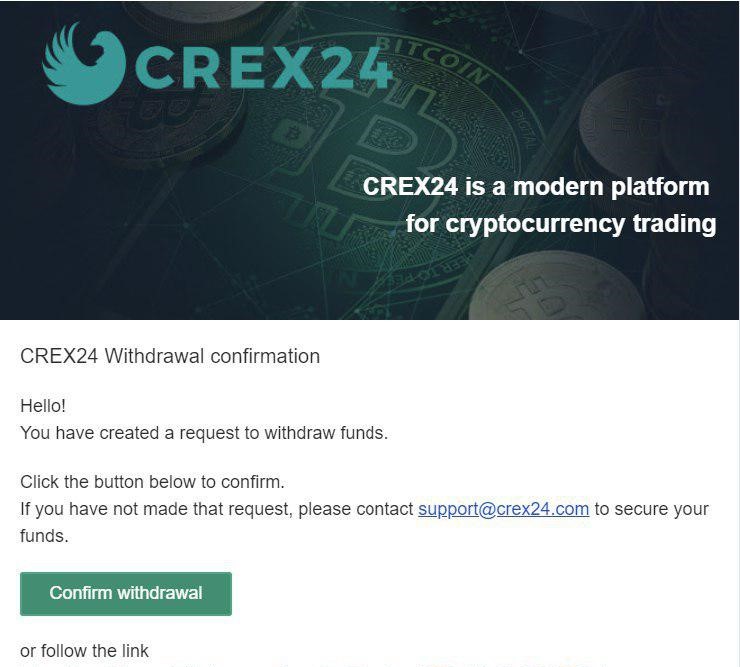 CREX24
BITCOIN
DIGITAL
CREX24 is a modern platform
for cryptocurrency trading
CREX24 Withdrawal confirmation
Hello!
You have created a request to withdraw funds.
Click the button below to confirm.
If you have not made that request, please contact support@crex24.com to secure your
funds.
Confirm withdrawal
or follow the link